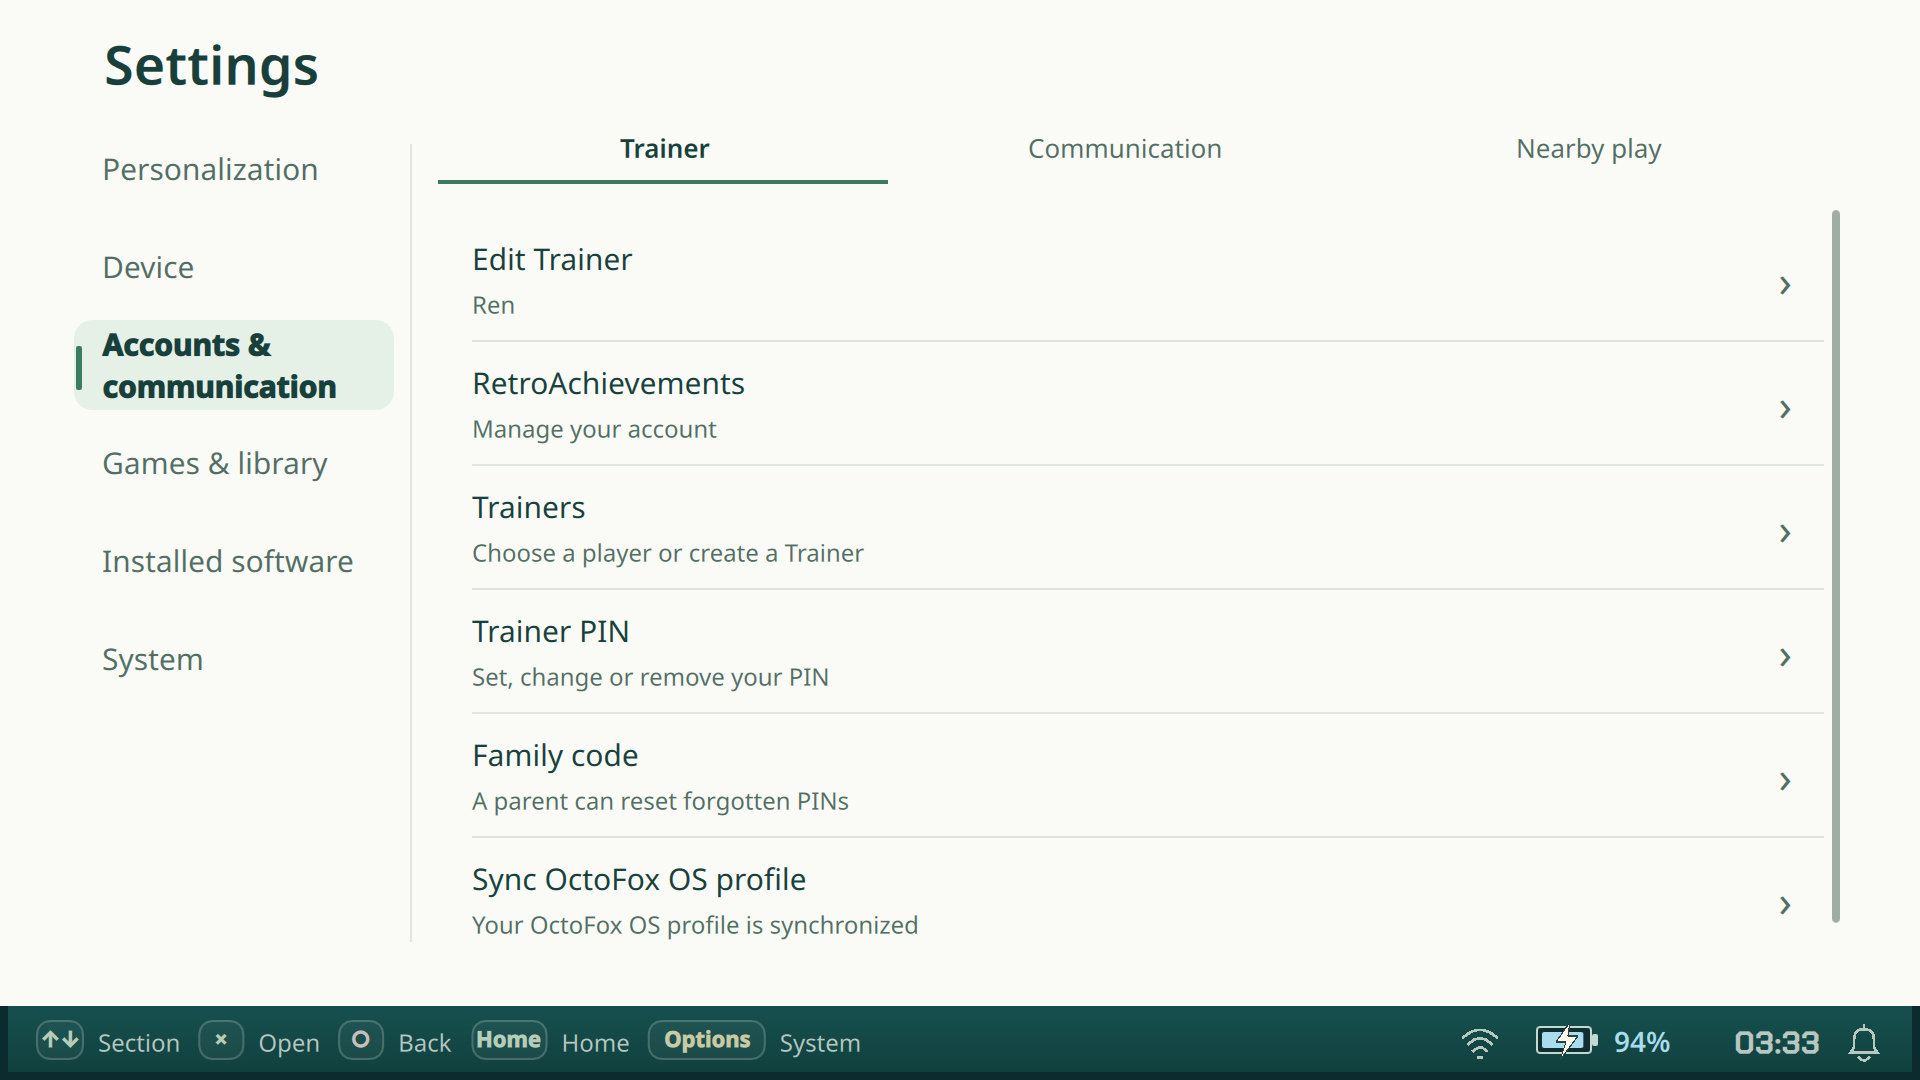 Settings
Personalization
Device
Accounts &
communication
Games & library
Installed software
System
Trainer
Communication
Nearby play
Edit Trainer
Ren
RetroAchievements
Manage your account
Trainers
Choose a player or create a Trainer
Trainer PIN
Set, change or remove your PIN
Family code
A parent can reset forgotten PINs
Sync OctoFox OS profile
Your OctoFox OS profile is synchronized
Section
Open
Back
Home Home
Options System
94%
03:33